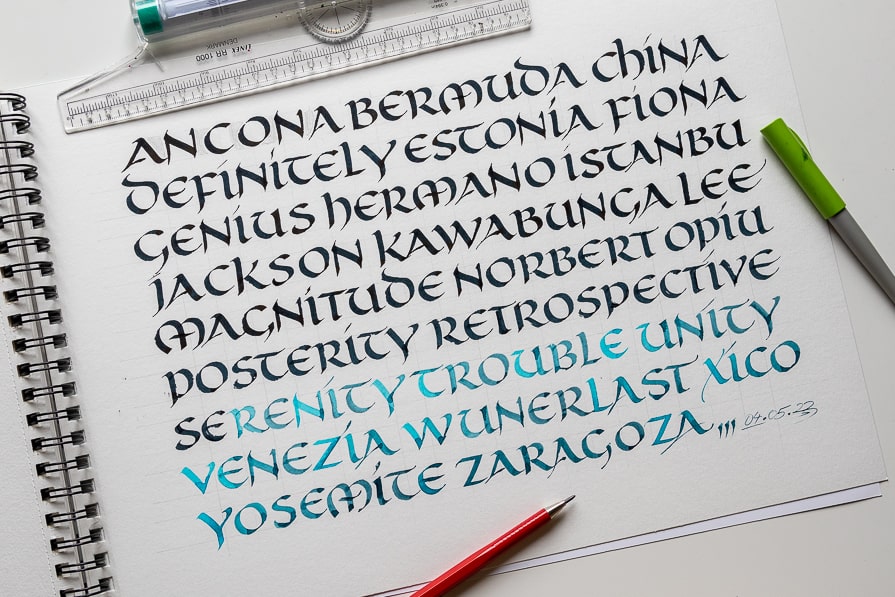 LINEX RR 1000
DENMARK
ANCONA BERMUDA CHINA
DEFINITELY ESTONIA FIONA
GENIUS HERMANO ISTANBU
JACKSON KAWABUNGA LEE
MAGNITUDE NORBERT OPIU
POSTERITY RETROSPECTIVE
SERENITY TROUBLE UNITY
VENEZIA WUNERLAST XICO
YOSEMITE ZARAGOZA,,, 04.05.23